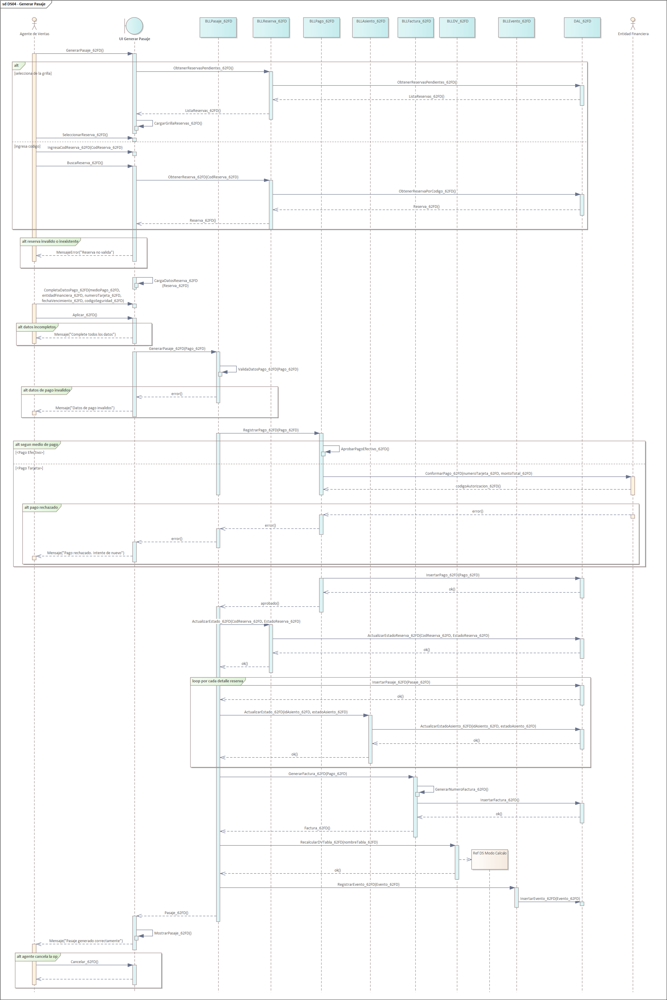 sd DS04 - Generar Pasaje
Agente de Ventas
UI Generar Pasaje
BLLPasaje_62FD
BLLReserva_62FD
BLLPago_62FD
BLLAsiento_62FD
BLLFactura_62FD
BLLDV_62FD
BLLEvento_62FD
DAL_62FD
Entidad Financiera
GenerarPasaje_62FD()
alt
[selecciona de la grilla]
ObtenerReservasPendientes_62FD()
ObtenerReservasPendientes_62FD()
ListaReservas_62FD()
ListaReservas_62FD()
CargarGrillaReservas_62FD()
SeleccionarReserva_62FD()
[ingresa codigo]
IngresaCodReserva_62FD(CodReserva_62FD)
BuscaReserva_62FD()
ObtenerReserva_62FD(CodReserva_62FD)
ObtenerReservaPorCodigo_62FD()
Reserva_62FD()
Reserva_62FD()
alt reserva invalido o inexistente
MensajeError("Reserva no valida")
CargaDatosReserva_62FD
(Reserva_62FD)
CompletaDatosPago_62FD(medioPago_62FD,
entidadFinanciera_62FD, numeroTarjeta_62FD,
fechaVencimiento_62FD, codigoSeguridad_62FD)
Aplicar_62FD()
alt datos incompletos
Mensaje("Complete todos los datos")
GenerarPasaje_62FD(Pago_62FD)
ValidaDatosPago_62FD(Pago_62FD)
alt datos de pago invalidos
error()
Mensaje("Datos de pago invalidos")
RegistrarPago_62FD(Pago_62FD)
alt segun medio de pago
[<Pago Efectivo>]
AprobarPagoEfectivo_62FD()
[<Pago Tarjeta>]
ConformarPago_62FD(numeroTarjeta_62FD, montoTotal_62FD)
codigoAutorizacion_62FD()
alt pago rechazado
error()
error()
error()
Mensaje("Pago rechazado. Intente de nuevo")
InsertarPago_62FD(Pago_62FD)
ok()
aprobado()
ActualizarEstado_62FD(CodReserva_62FD, EstadoReserva_62FD)
ActualizarEstadoReserva_62FD(CodReserva_62FD, EstadoReserva_62FD)
ok()
ok()
loop por cada detalle reserva
InsertarPasaje_62FD(Pasaje_62FD)
ok()
ActualizarEstado_62FD(idAsiento_62FD, estadoAsiento_62FD)
ActualizarEstadoAsiento_62FD(idAsiento_62FD, estadoAsiento_62FD)
ok()
ok()
GenerarFactura_62FD(Pago_62FD)
GenerarNumeroFactura_62FD()
InsertarFactura_62FD()
ok()
Factura_62FD()
RecalcularDVTabla_62FD(nombreTabla_62FD)
Ref DS Modo Calculo
ok()
RegistrarEvento_62FD(Evento_62FD)
InsertarEvento_62FD(Evento_62FD)
Pasaje_62FD()
MostrarPasaje_62FD()
Mensaje("Pasaje generado correctamente")
alt agente cancela la op
Cancelar_62FD()